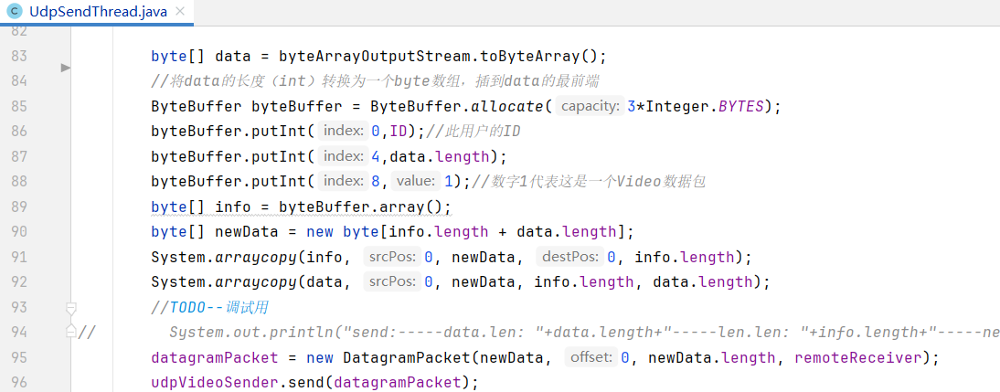 UdpSendThread.java
82
83 byte[] data = byteArrayOutputStream.toByteArray();
84 //将data的长度（int）转换为一个byte数组，插到data的最前端
85 ByteBuffer byteBuffer = ByteBuffer.allocate( capacity: 3*Integer.BYTES);
86 byteBuffer.putInt( index: 0,ID);//此用户的ID
87 byteBuffer.putInt( index: 4,data.length);
88 byteBuffer.putInt( index: 8, value: 1);//数字1代表这是一个Video数据包
89 byte[] info = byteBuffer.array();
90 byte[] newData = new byte[info.length + data.length];
91 System.arraycopy(info, srcPos: 0, newData, destPos: 0, info.length);
92 System.arraycopy(data, srcPos: 0, newData, info.length, data.length);
93 //TODO--调试用
94 // System.out.println("send:-----data.len: "+data.length+"-----len.len: "+info.length+"-----ne
95 datagramPacket = new DatagramPacket(newData, offset: 0, newData.length, remoteReceiver);
96 udpVideoSender.send(datagramPacket);